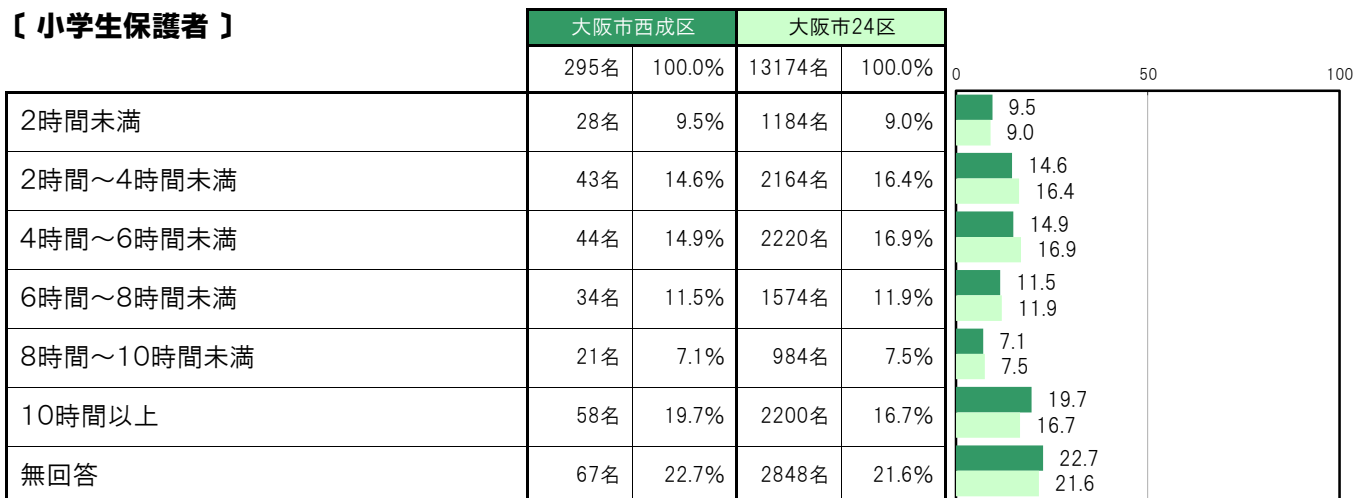 〔 小学生保護者 〕
大阪市西成区 大阪市24区
295名 100.0% 13174名 100.0% 0 50 100
2時間未満 28名 9.5% 1184名 9.0% 9.5
9.0
2時間～4時間未満 43名 14.6% 2164名 16.4% 14.6
16.4
4時間～6時間未満 44名 14.9% 2220名 16.9% 14.9
16.9
6時間～8時間未満 34名 11.5% 1574名 11.9% 11.5
11.9
8時間～10時間未満 21名 7.1% 984名 7.5% 7.1
7.5
10時間以上 58名 19.7% 2200名 16.7% 19.7
16.7
無回答 67名 22.7% 2848名 21.6% 22.7
21.6